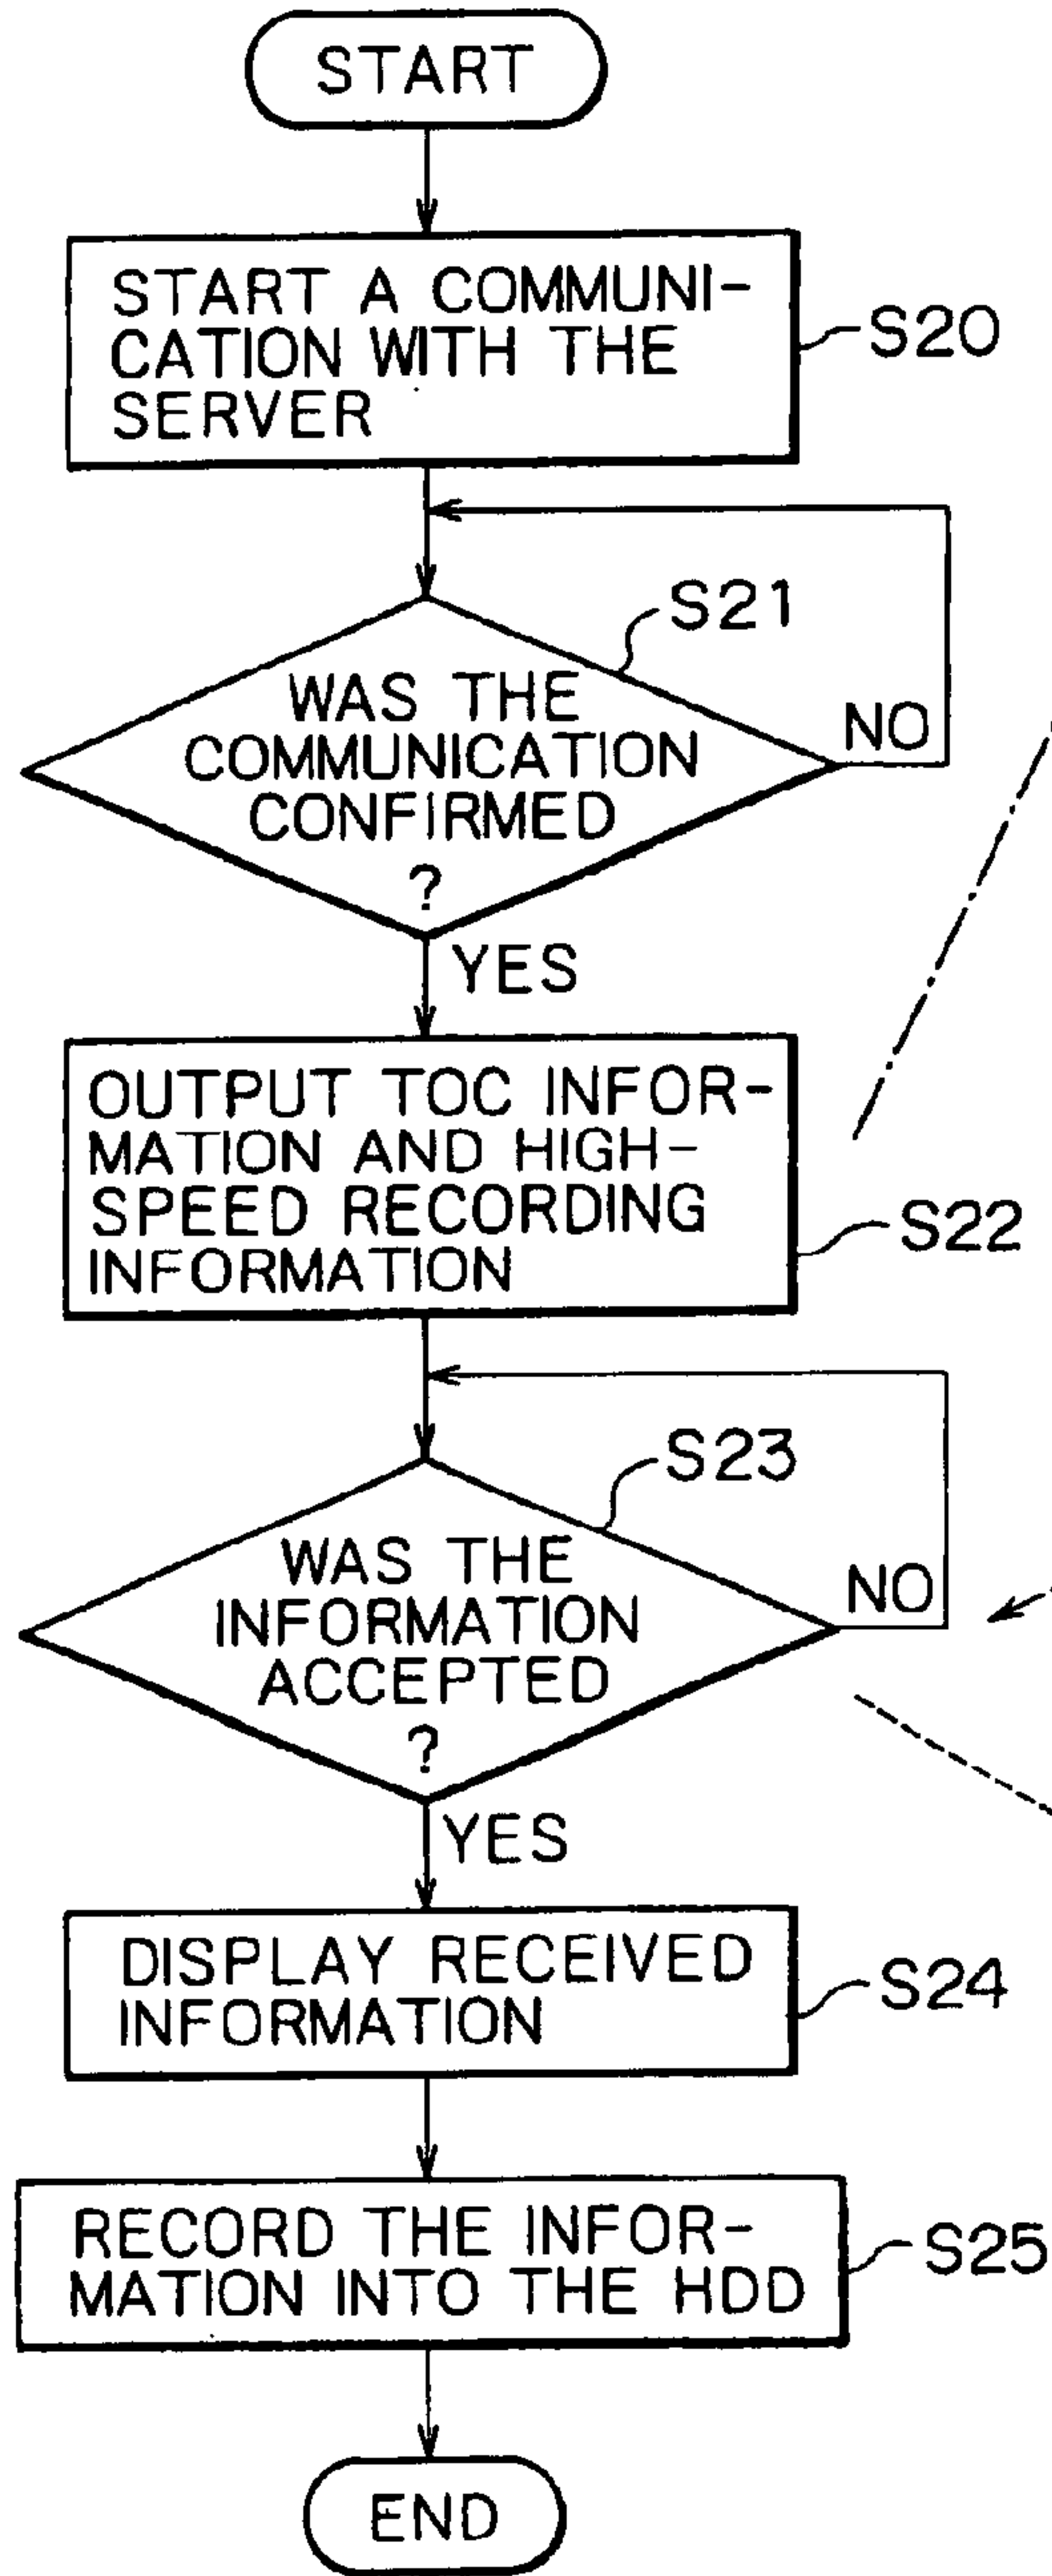 START
START A COMMUNI-
CATION WITH THE
SERVER
S20
S21
WAS THE
COMMUNICATION
CONFIRMED
?
NO
YES
OUTPUT TOC INFOR-
MATION AND HIGH-
SPEED RECORDING
INFORMATION
S22
S23
WAS THE
INFORMATION
ACCEPTED
?
NO
YES
DISPLAY RECEIVED
INFORMATION
S24
RECORD THE INFOR-
MATION INTO THE HDD
S25
END